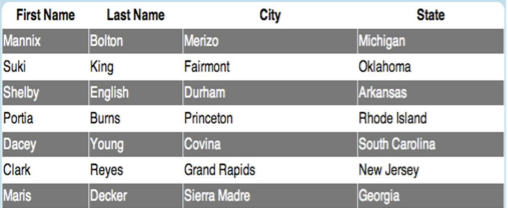 First Name Last Name City State
Mannix Bolton Merizo Michigan
Suki King Fairmont Oklahoma
Shelby English Durham Arkansas
Portia Burns Princeton Rhode Island
Dacey Young Covina South Carolina
Clark Reyes Grand Rapids New Jersey
Maris Decker Sierra Madre Georgia